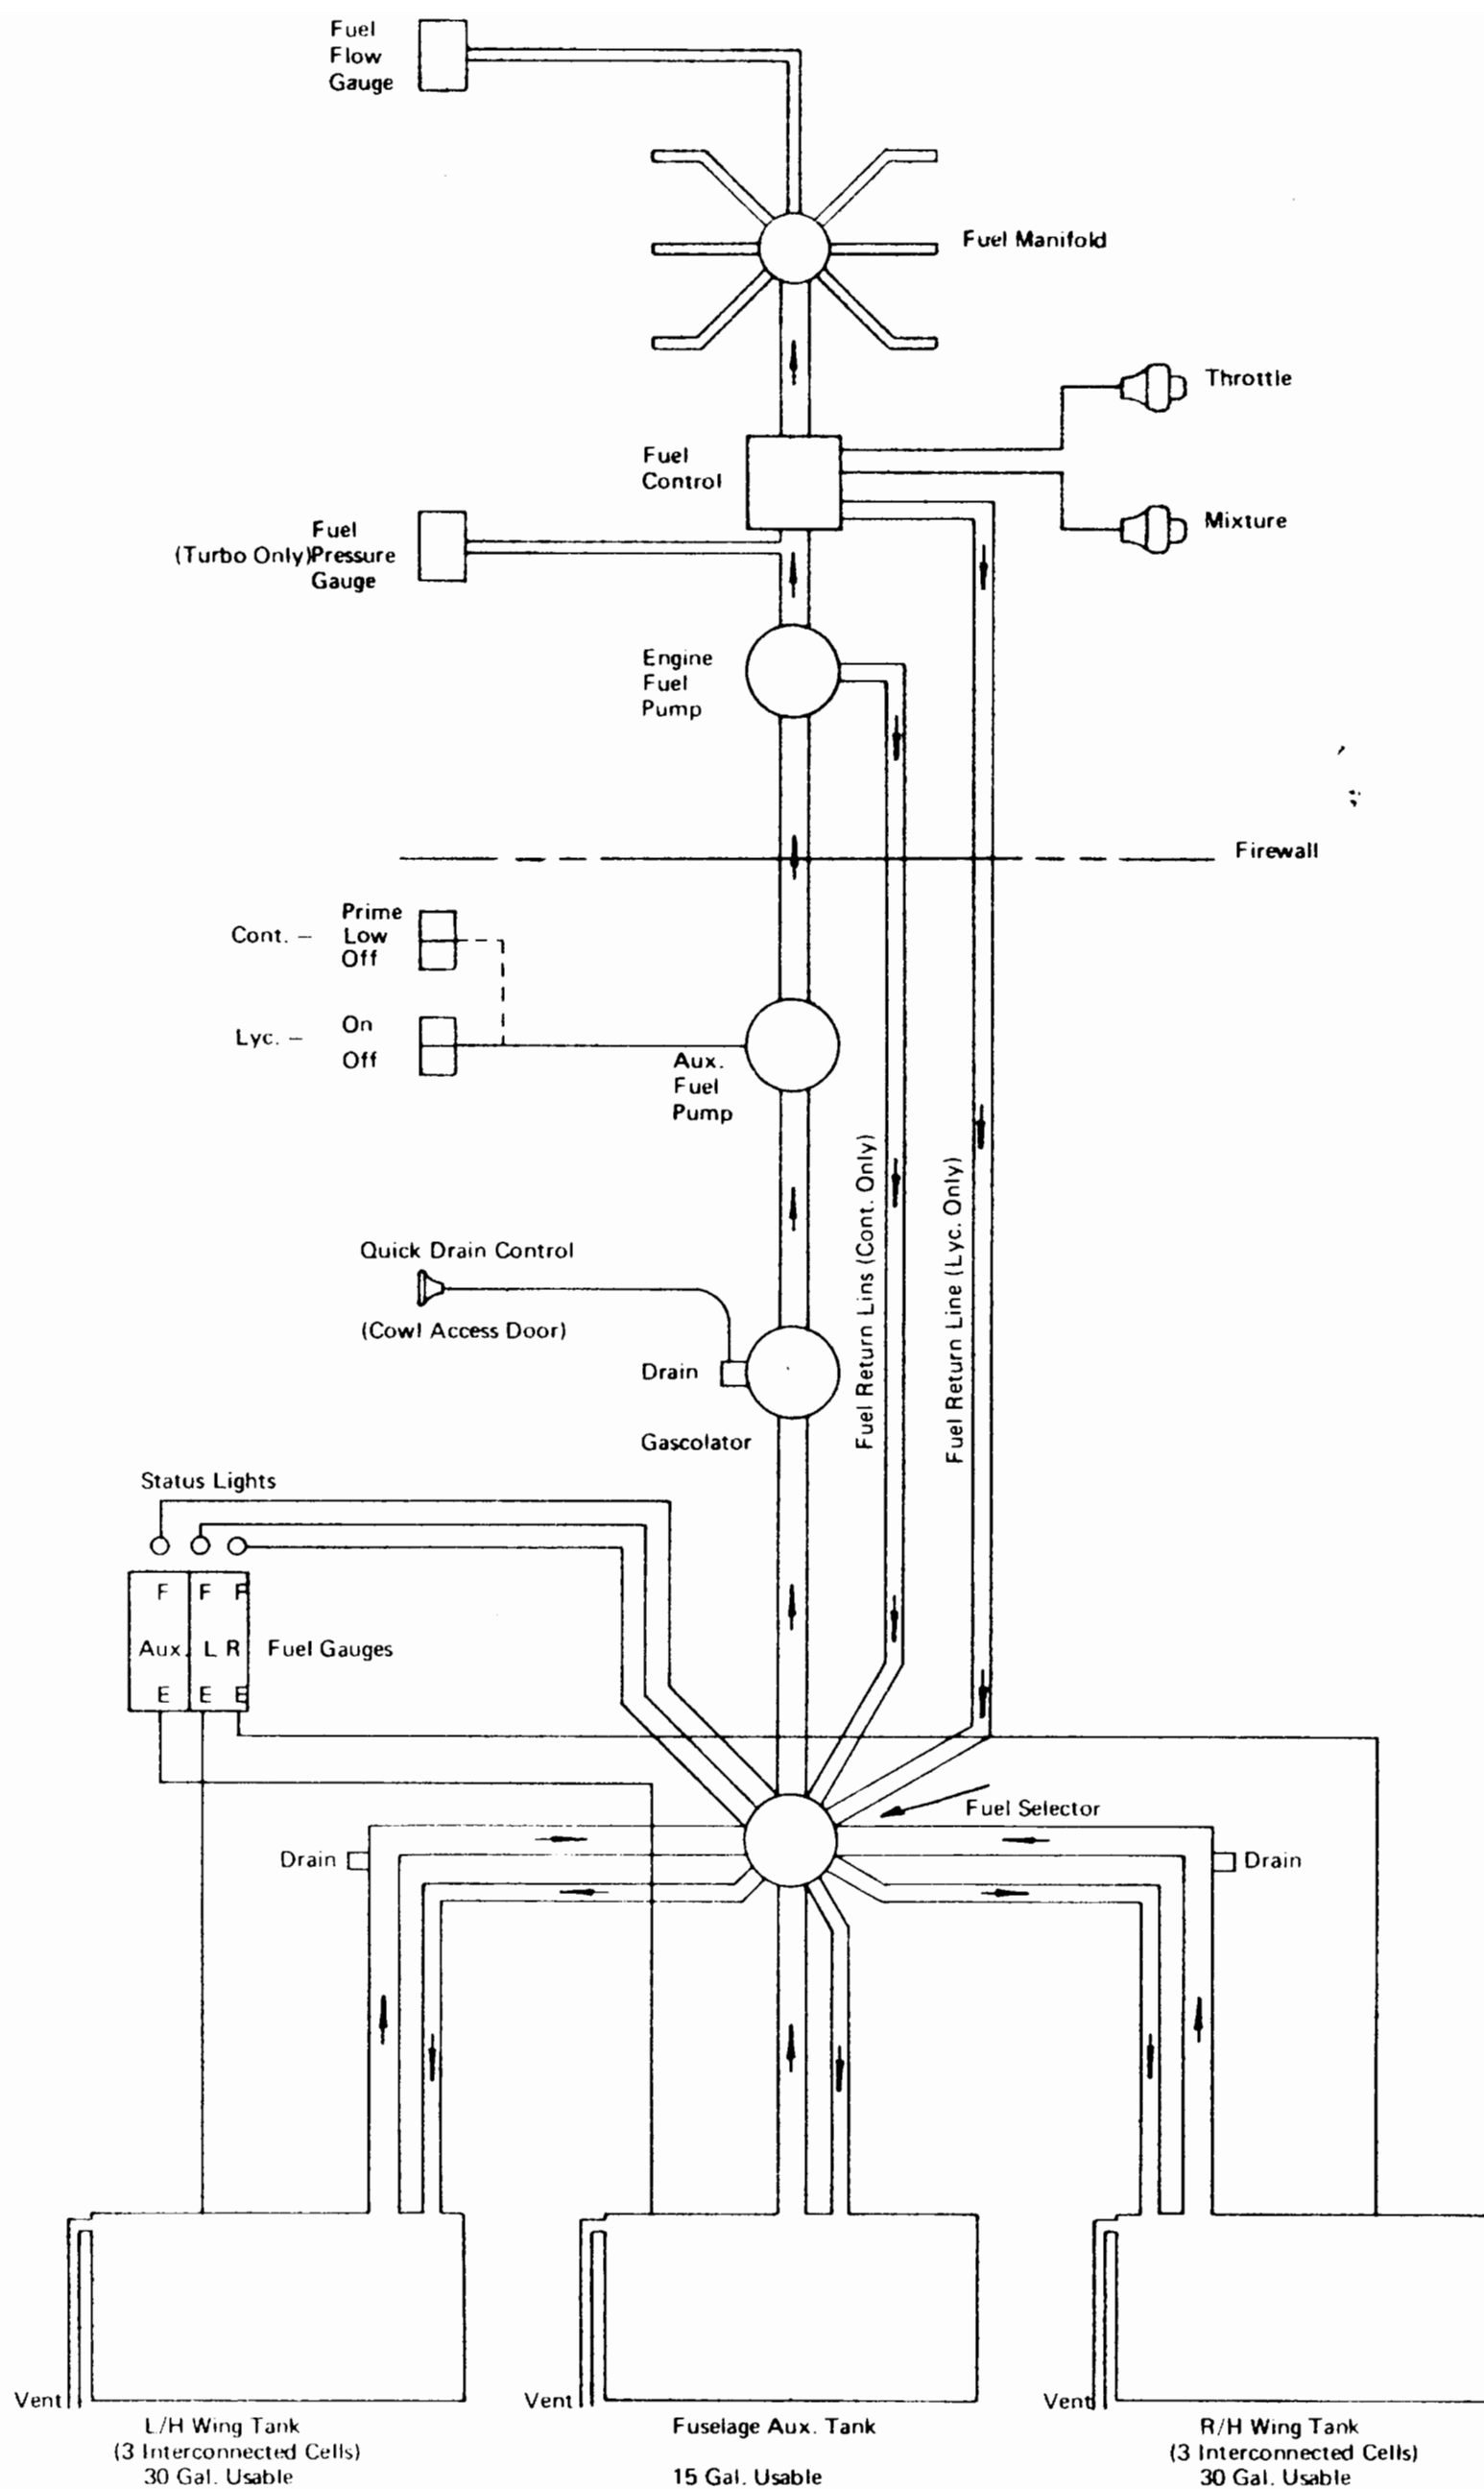 Fuel
Flow
Gauge
Fuel Manifold
Throttle
Fuel
Control
Mixture
Fuel
(Turbo Only)Pressure
Gauge
Engine
Fuel
Pump
Firewall
Prime
Cont. – Low
Off
On
Lyc. –
Off
Aux.
Fuel
Pump
Fuel Return Lins (Cont. Only)
Fuel Return Line (Lyc. Only)
Quick Drain Control
(Cowl Access Door)
Drain
Gascolator
Status Lights
F F F
Aux. L R Fuel Gauges
E E E
Fuel Selector
Drain
Drain
Vent
Vent
Vent
L/H Wing Tank
(3 Interconnected Cells)
30 Gal. Usable
Fuselage Aux. Tank
15 Gal. Usable
R/H Wing Tank
(3 Interconnected Cells)
30 Gal. Usable